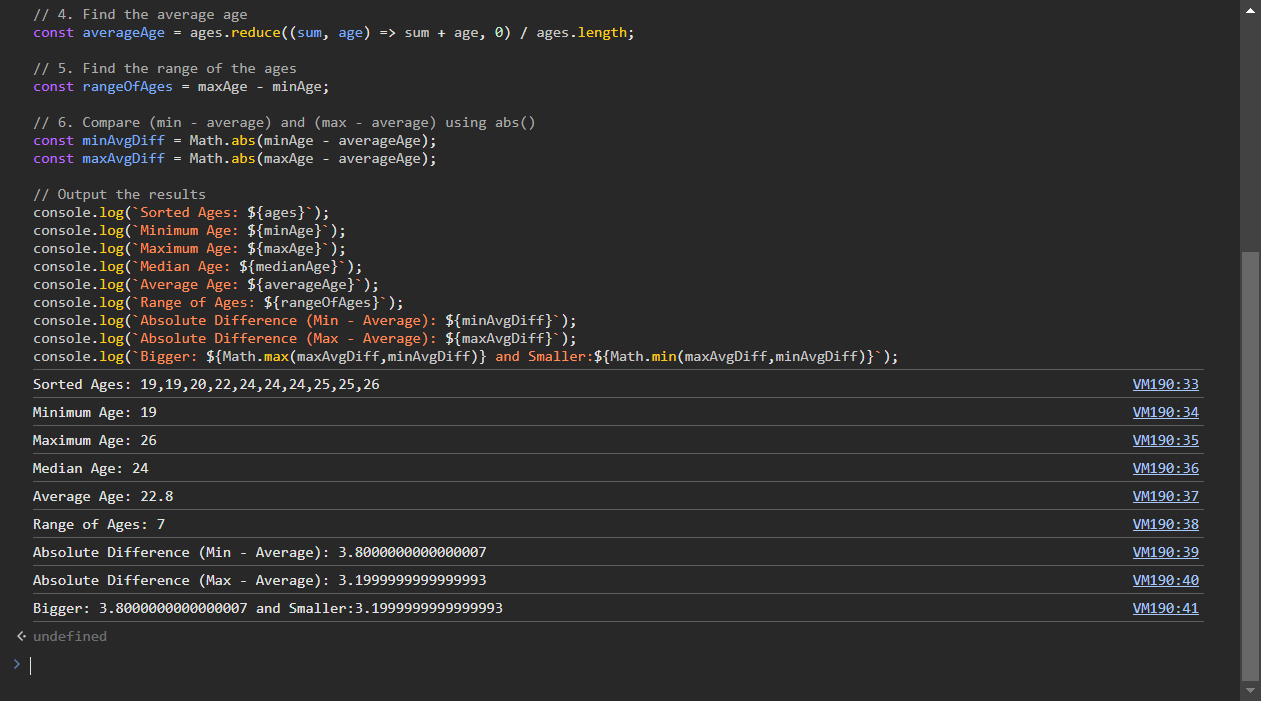 // 4. Find the average age
const averageAge = ages.reduce((sum, age) => sum + age, 0) / ages.length;
// 5. Find the range of the ages
const rangeOfAges = maxAge - minAge;
// 6. Compare (min - average) and (max - average) using abs()
const minAvgDiff = Math.abs(minAge - averageAge);
const maxAvgDiff = Math.abs(maxAge - averageAge);
// Output the results
console.log(`Sorted Ages: ${ages}`);
console.log(`Minimum Age: ${minAge}`);
console.log(`Maximum Age: ${maxAge}`);
console.log(`Median Age: ${medianAge}`);
console.log(`Average Age: ${averageAge}`);
console.log(`Range of Ages: ${rangeOfAges}`);
console.log(`Absolute Difference (Min - Average): ${minAvgDiff}`);
console.log(`Absolute Difference (Max - Average): ${maxAvgDiff}`);
console.log(`Bigger: ${Math.max(maxAvgDiff,minAvgDiff)} and Smaller:${Math.min(maxAvgDiff,minAvgDiff)}`);
Sorted Ages: 19,19,20,22,24,24,24,25,25,26 VM190:33
Minimum Age: 19 VM190:34
Maximum Age: 26 VM190:35
Median Age: 24 VM190:36
Average Age: 22.8 VM190:37
Range of Ages: 7 VM190:38
Absolute Difference (Min - Average): 3.8000000000000007 VM190:39
Absolute Difference (Max - Average): 3.1999999999999993 VM190:40
Bigger: 3.8000000000000007 and Smaller:3.1999999999999993 VM190:41
undefined